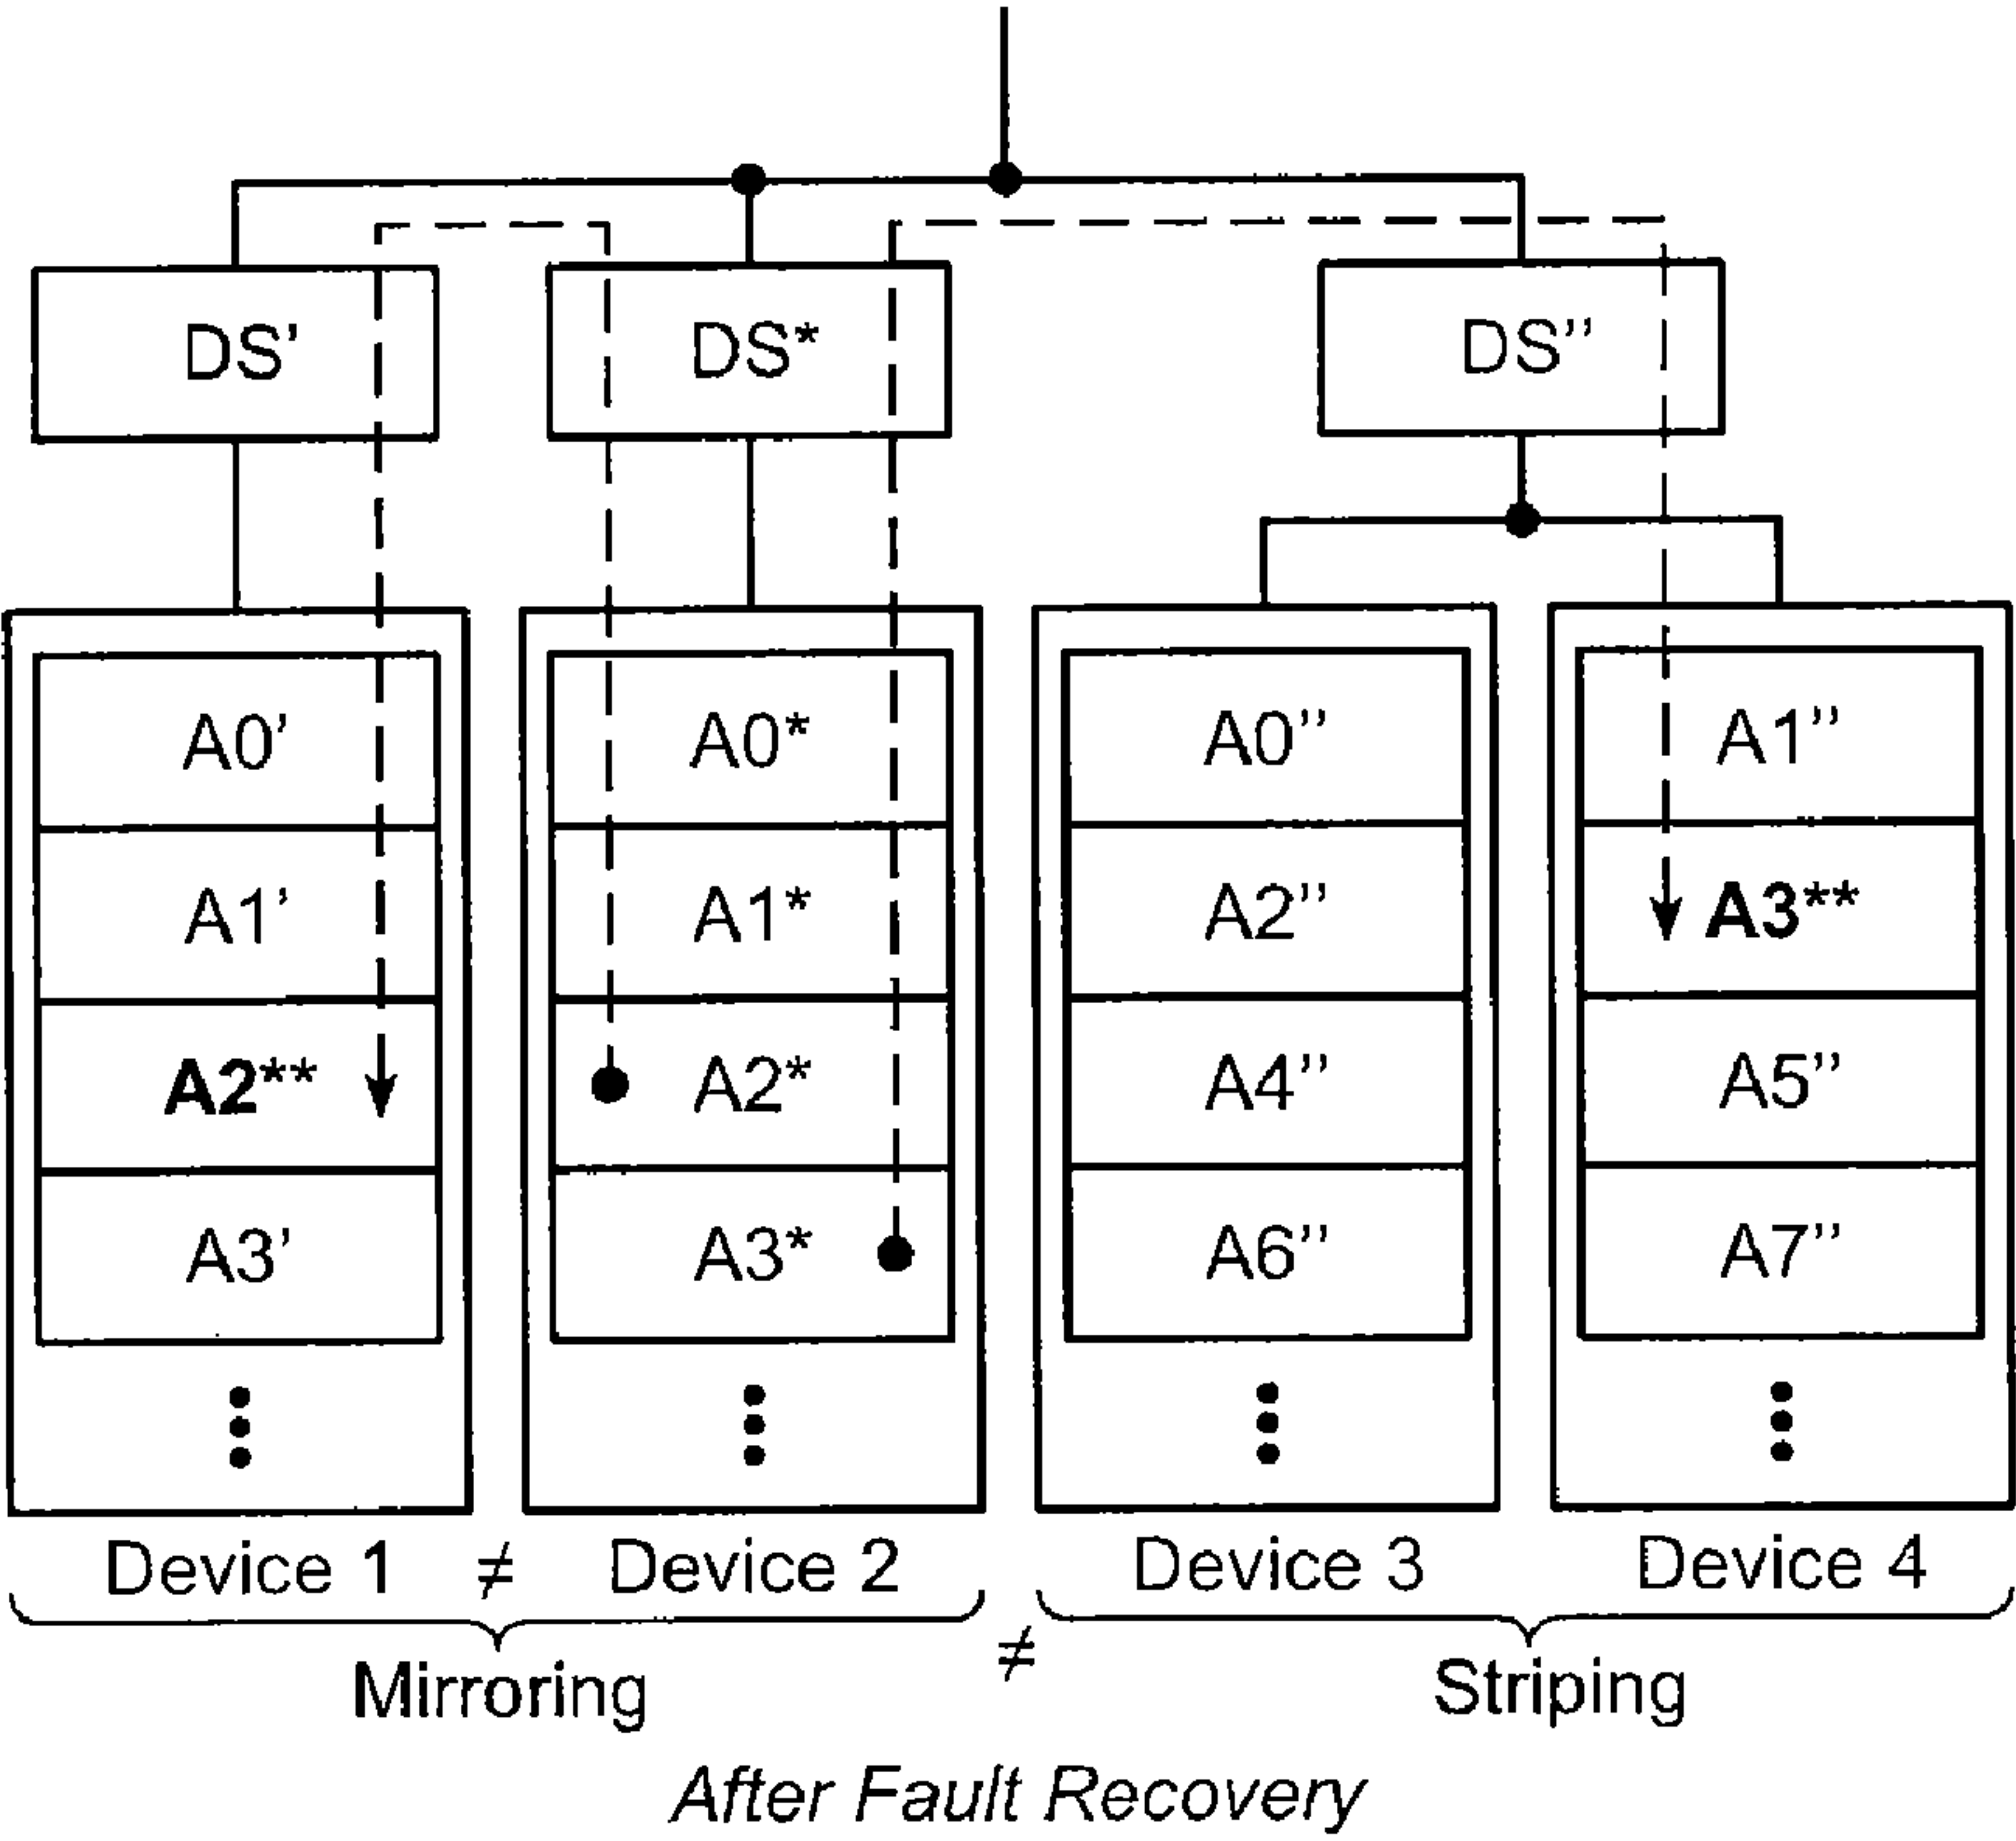 DS' DS* DS''
A0' A0* A0'' A1''
A1' A1* A2'' A3**
A2** A2* A4'' A5''
A3' A3* A6'' A7''
Device 1 ≠ Device 2 Device 3 Device 4
Mirroring ≠ Striping
After Fault Recovery